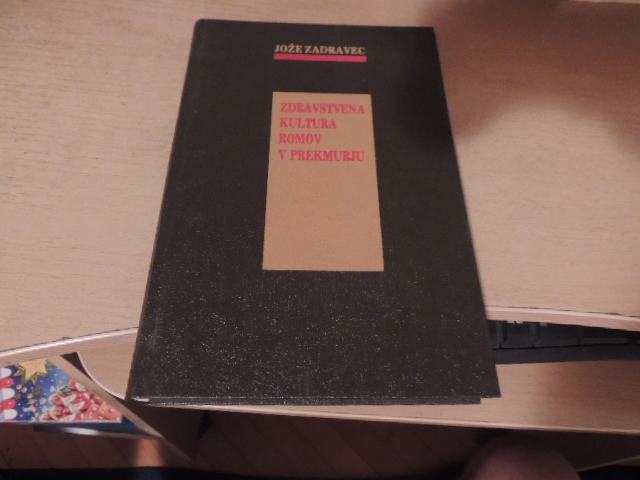 JOŽE ZADRAVEC
ZDRAVSTVENA
KULTURA
ROMOV
V PREKMURJU